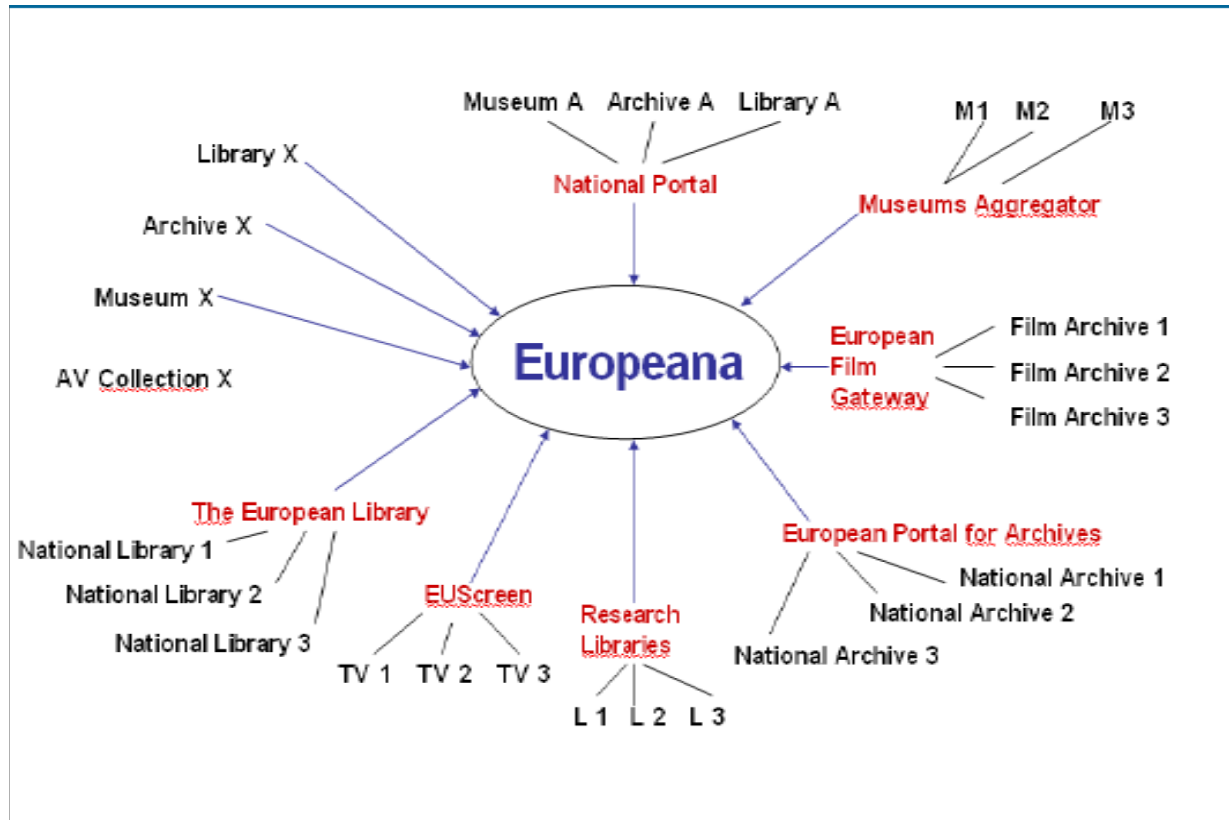 Museum A Archive A Library A
M1 M2 M3
Library X
National Portal
Museums Aggregator
Archive X
Museum X
European
Film
Gateway
Film Archive 1
Film Archive 2
Film Archive 3
Europeana
AV Collection X
The European Library
National Library 1
National Library 2
National Library 3
EUScreen
TV 1 TV 2 TV 3
Research
Libraries
L 1 L 2 L 3
European Portal for Archives
National Archive 1
National Archive 2
National Archive 3